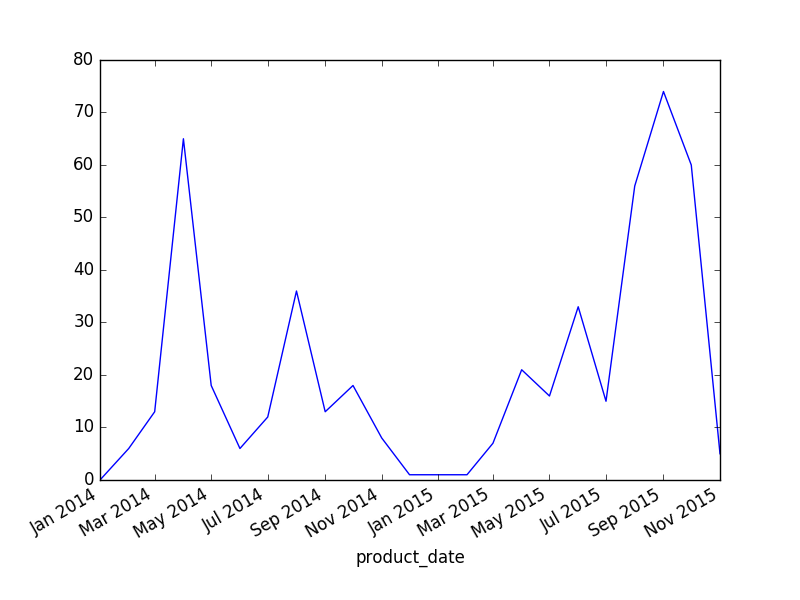 80
70
60
50
40
30
20
10
0
Jan 2014
Mar 2014
May 2014
Jul 2014
Sep 2014
Nov 2014
Jan 2015
Mar 2015
May 2015
Jul 2015
Sep 2015
Nov 2015
product_date